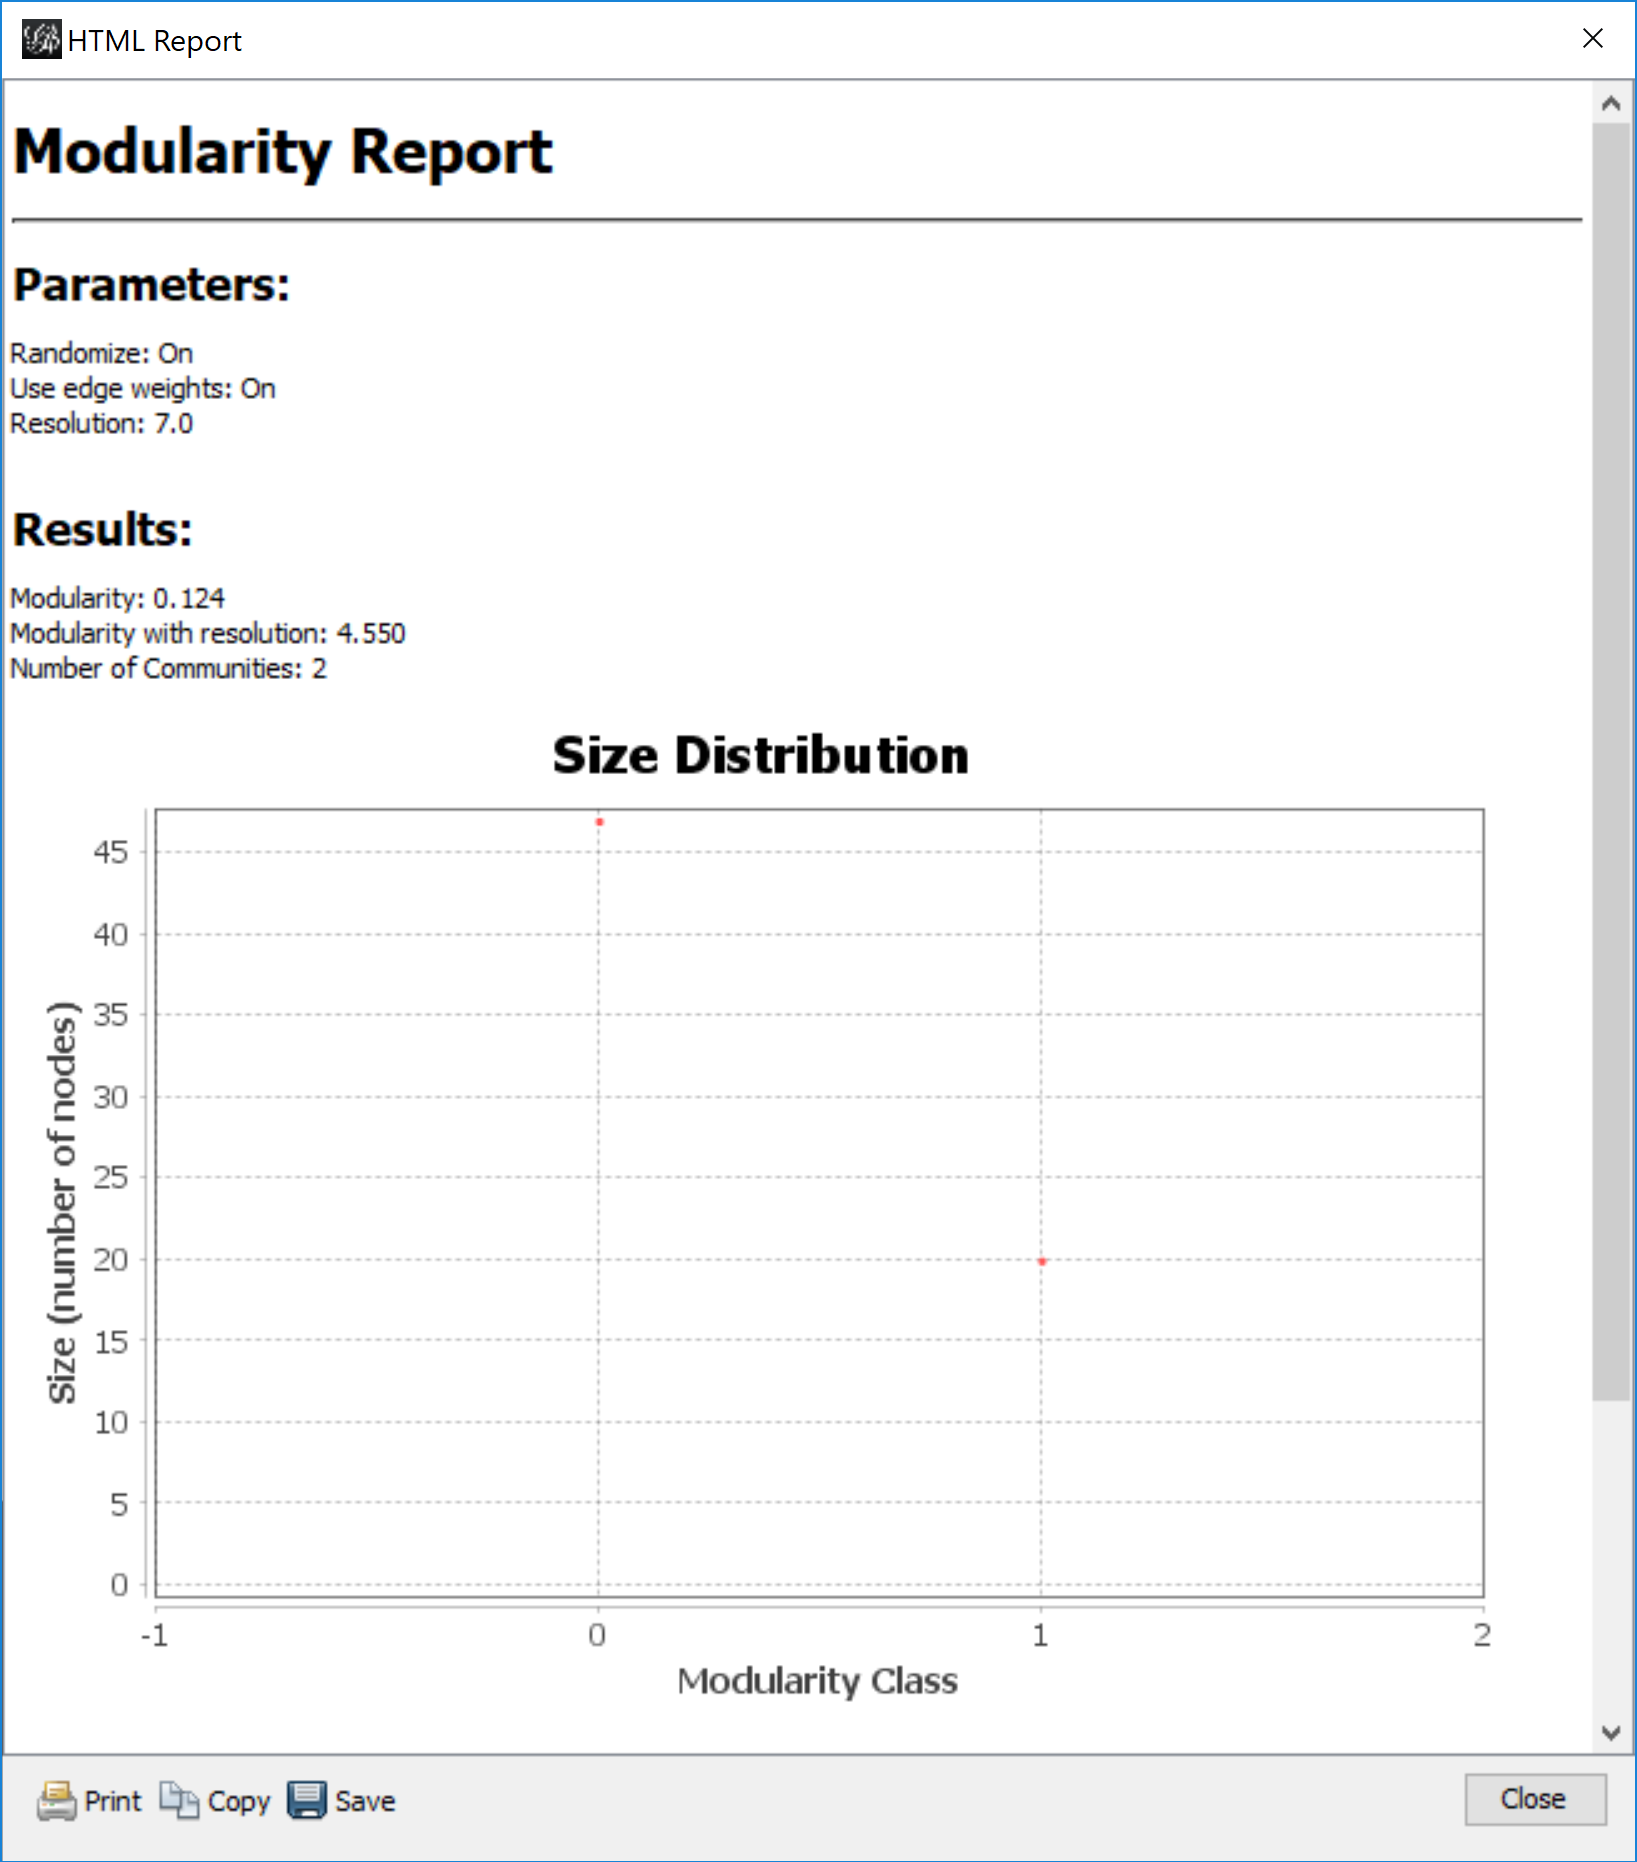 HTML Report
Modularity Report
Parameters:
Randomize: On
Use edge weights: On
Resolution: 7.0
Results:
Modularity: 0.124
Modularity with resolution: 4.550
Number of Communities: 2
Size Distribution
Size (number of nodes)
45
40
35
30
25
20
15
10
5
0
-1 0 1 2
Modularity Class
Print Copy Save Close